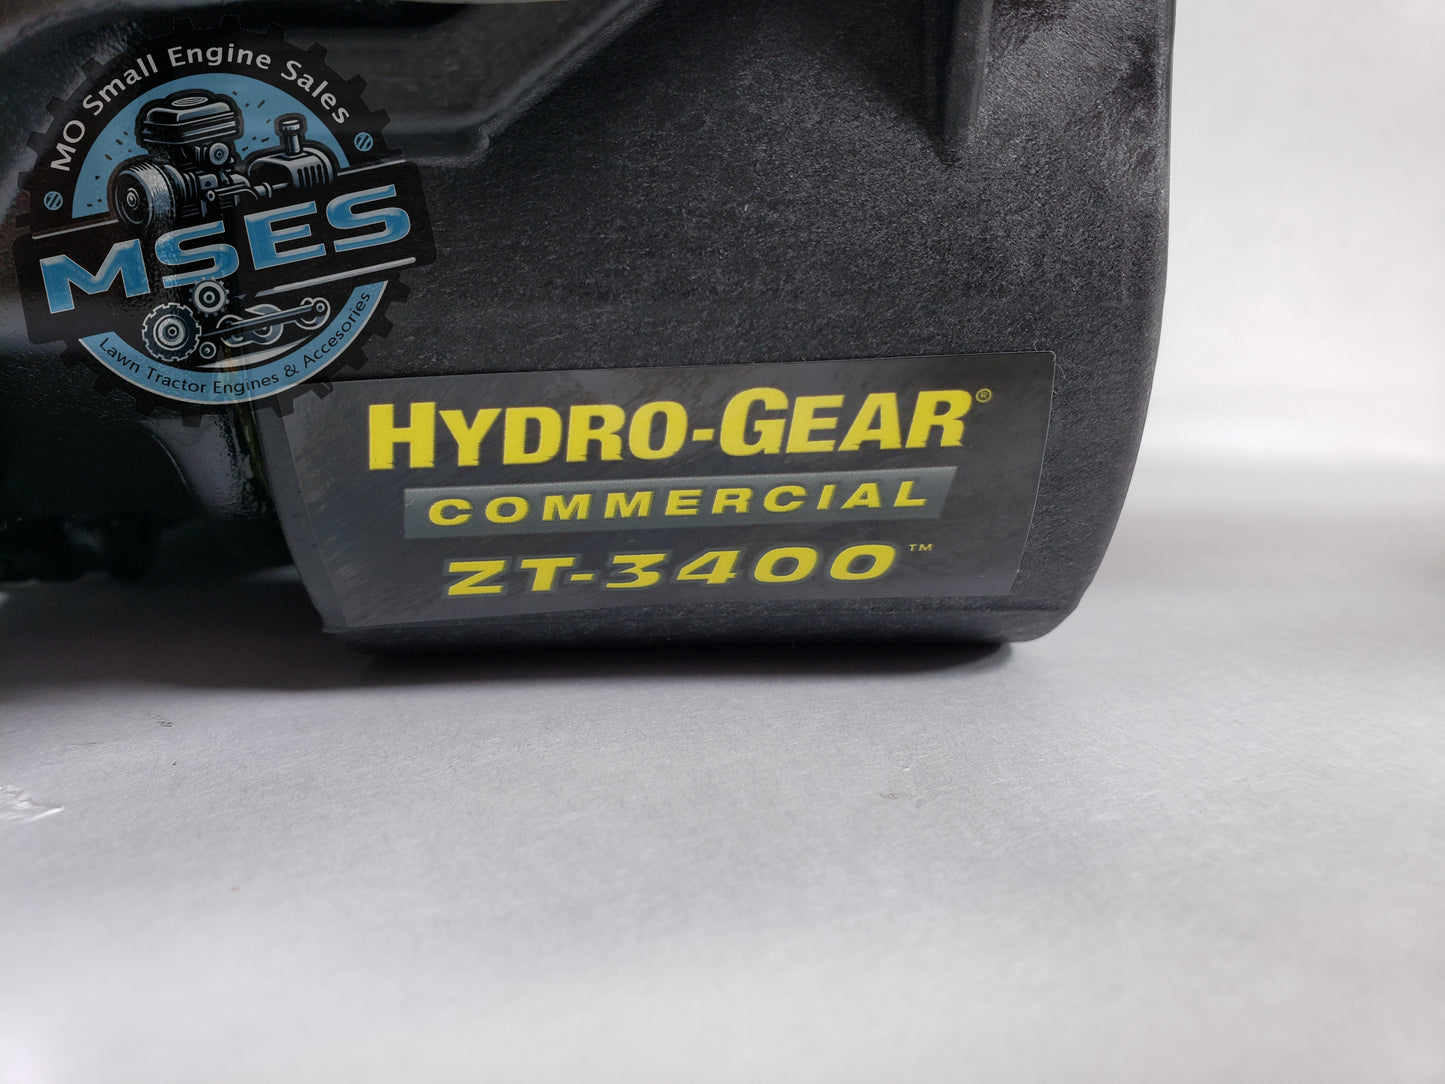 MO Small Engine Sales
MSES
Lawn Tractor Engines & Accesories
HYDRO-GEAR®
COMMERCIAL
ZT-3400™